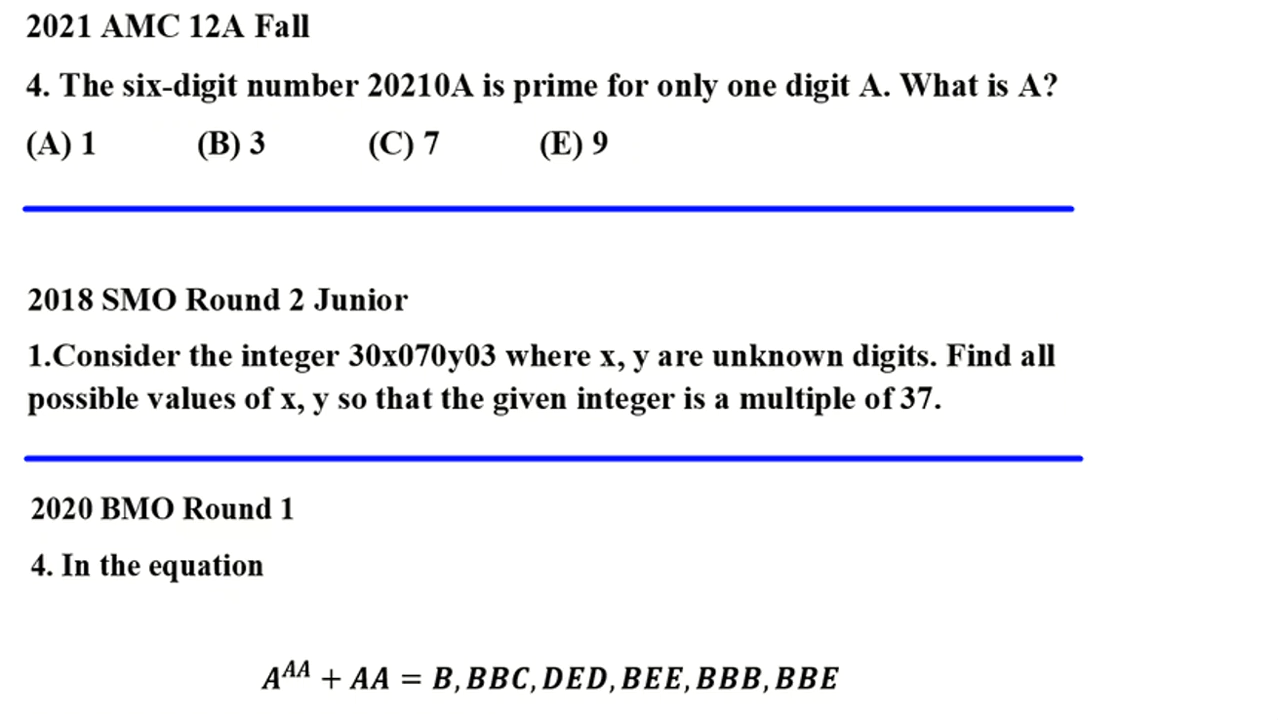 2021 AMC 12A Fall
4. The six-digit number 20210A is prime for only one digit A. What is A?
(A) 1 (B) 3 (C) 7 (E) 9
2018 SMO Round 2 Junior
1.Consider the integer 30x070y03 where x, y are unknown digits. Find all
possible values of x, y so that the given integer is a multiple of 37.
2020 BMO Round 1
4. In the equation
A^{AA} + AA = B, BBC, DED, BEE, BBB, BBE